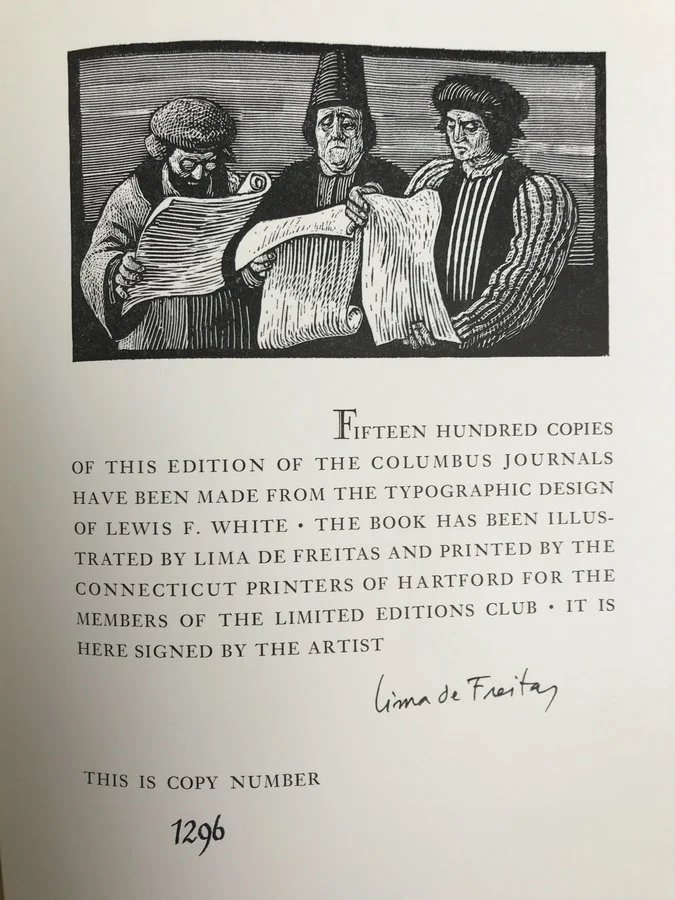 FIFTEEN HUNDRED COPIES
OF THIS EDITION OF THE COLUMBUS JOURNALS
HAVE BEEN MADE FROM THE TYPOGRAPHIC DESIGN
OF LEWIS F. WHITE • THE BOOK HAS BEEN ILLUS-
TRATED BY LIMA DE FREITAS AND PRINTED BY THE
CONNECTICUT PRINTERS OF HARTFORD FOR THE
MEMBERS OF THE LIMITED EDITIONS CLUB • IT IS
HERE SIGNED BY THE ARTIST
Lima de Freitas
THIS IS COPY NUMBER
1296